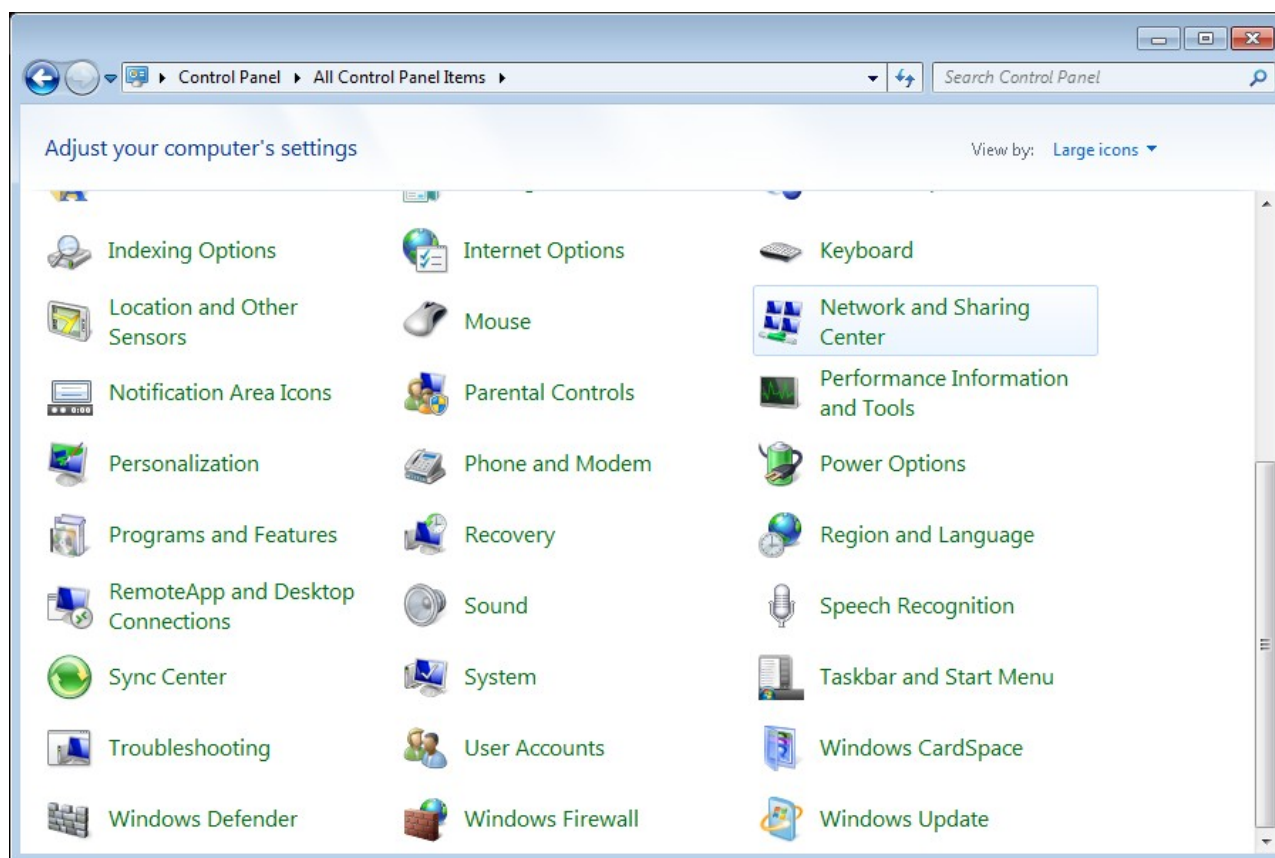 Control Panel ▸ All Control Panel Items ▸
Search Control Panel
Adjust your computer's settings
View by: Large icons
Indexing Options
Internet Options
Keyboard
Location and Other
Sensors
Mouse
Network and Sharing
Center
Notification Area Icons
Parental Controls
Performance Information
and Tools
Personalization
Phone and Modem
Power Options
Programs and Features
Recovery
Region and Language
RemoteApp and Desktop
Connections
Sound
Speech Recognition
Sync Center
System
Taskbar and Start Menu
Troubleshooting
User Accounts
Windows CardSpace
Windows Defender
Windows Firewall
Windows Update